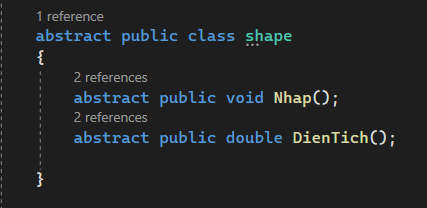 1 reference
abstract public class shape
{
2 references
abstract public void Nhap();
2 references
abstract public double DienTich();
}